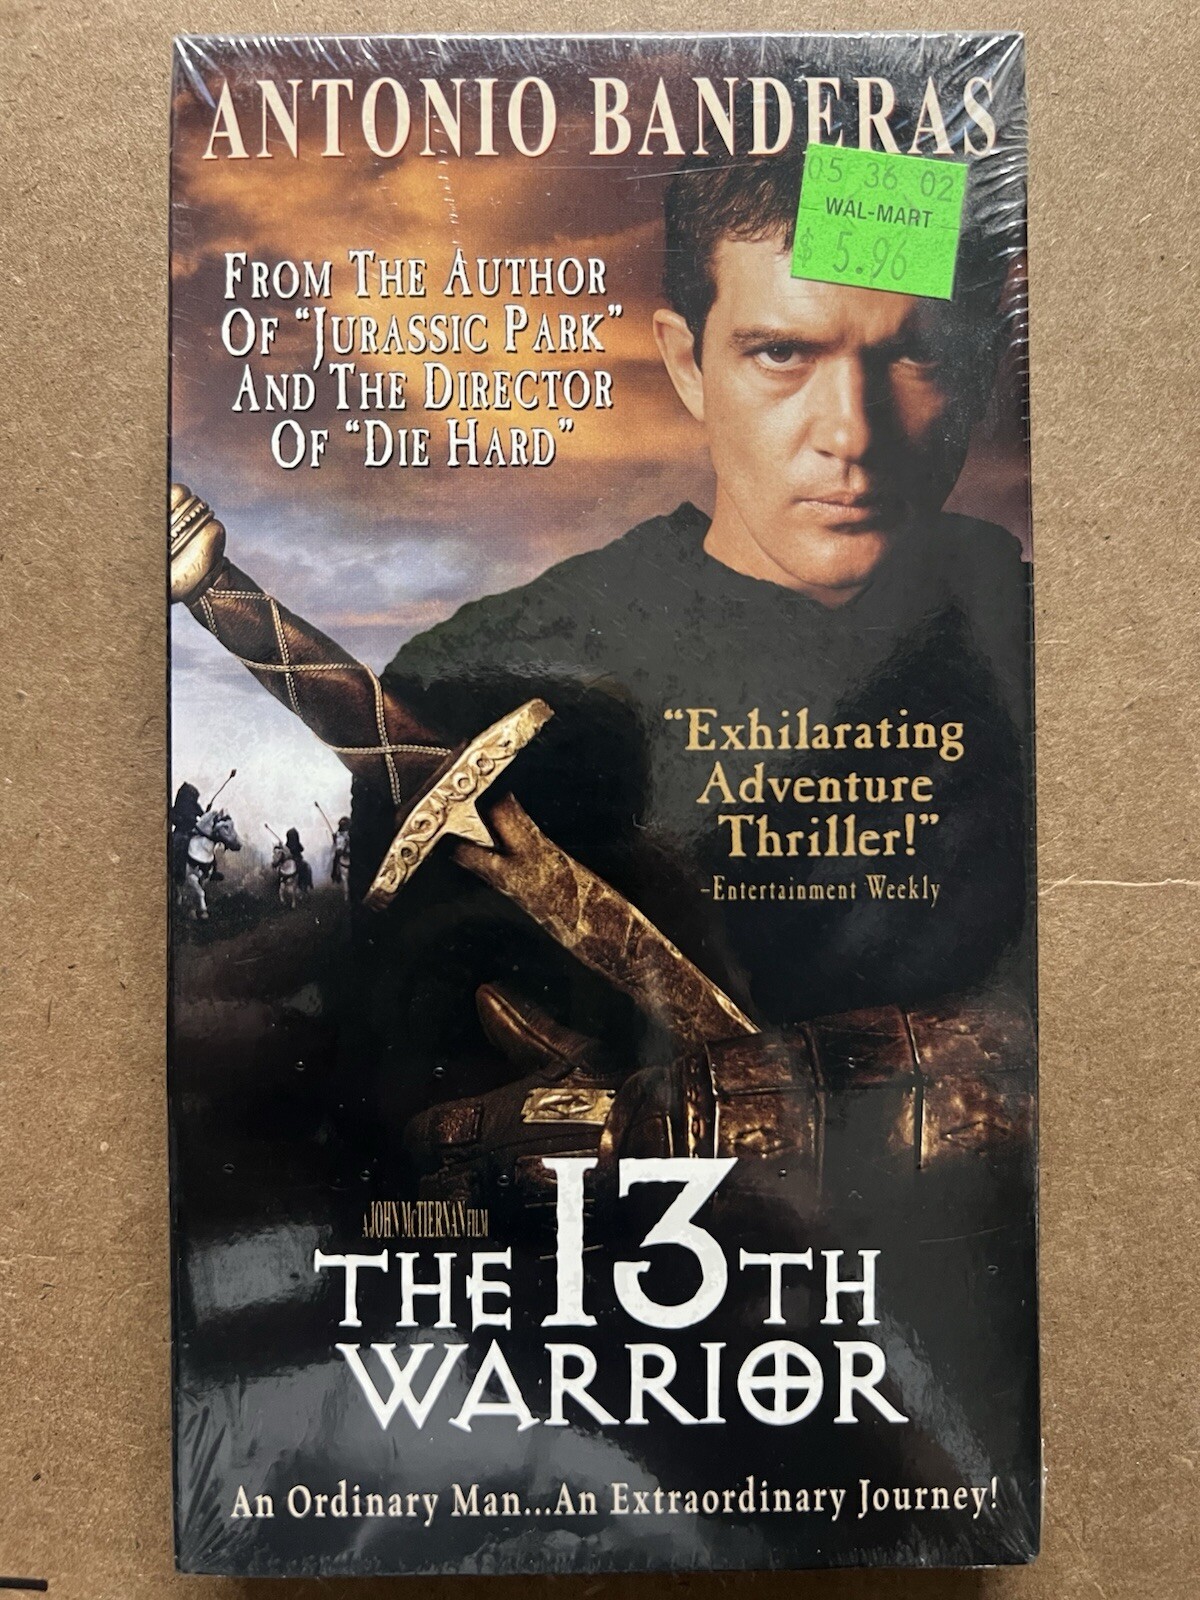 ANTONIO BANDERAS
05 36 02
WAL-MART
$ 5.96
FROM THE AUTHOR
OF "JURASSIC PARK"
AND THE DIRECTOR
OF "DIE HARD"
"Exhilarating
Adventure
Thriller!"
-Entertainment Weekly
A JOHN McTIERNAN FILM
THE 13TH
WARRIOR
An Ordinary Man...An Extraordinary Journey!